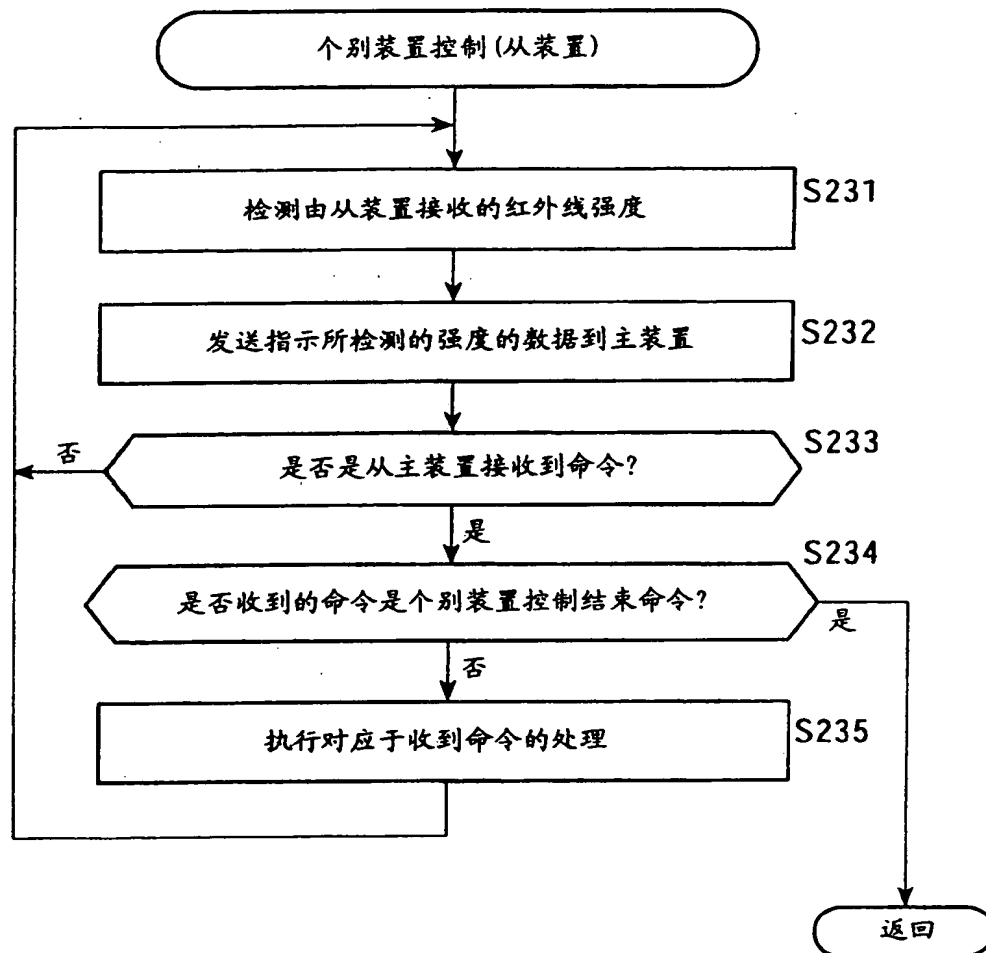 个别装置控制(从装置)
S231
检测由从装置接收的红外线强度
S232
发送指示所检测的强度的数据到主装置
S233
否
是否是从主装置接收到命令?
是
S234
是否收到的命令是个别装置控制结束命令?
是
否
S235
执行对应于收到命令的处理
返回